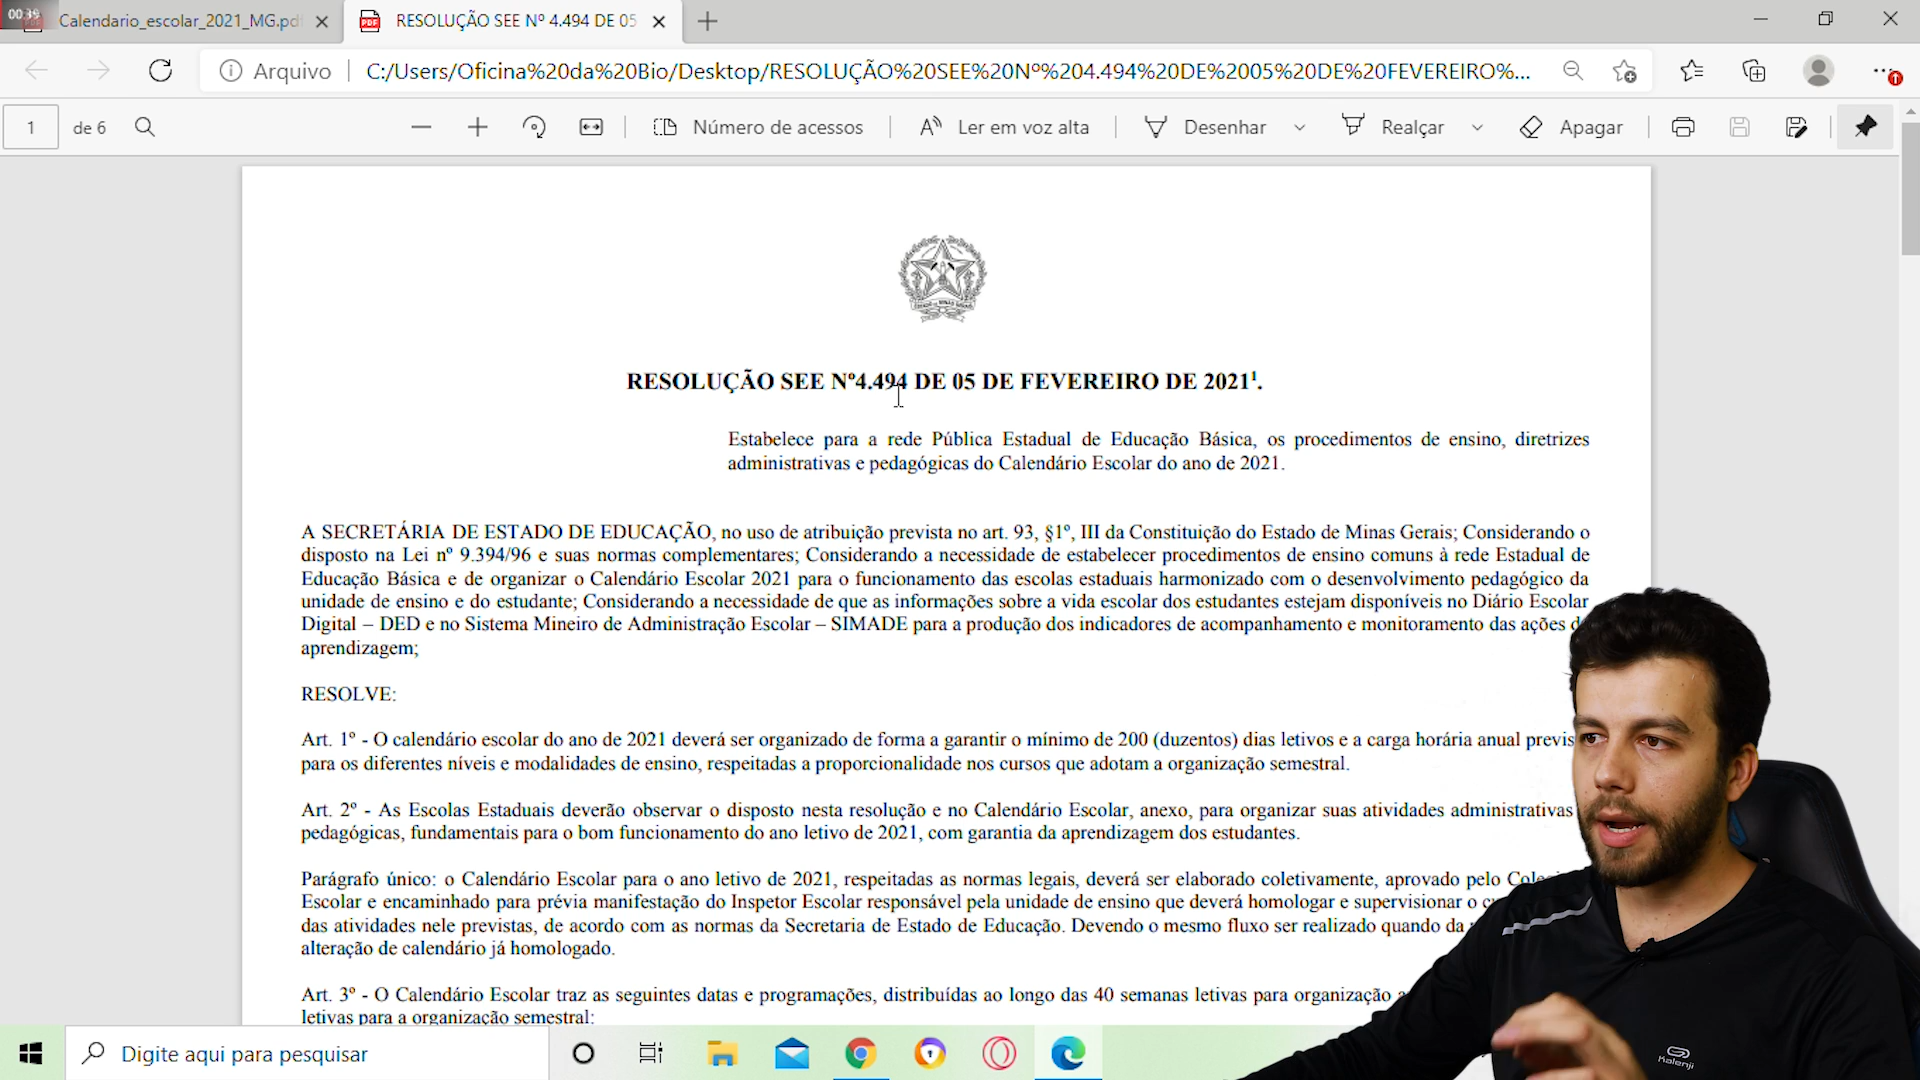 00:39
Calendario_escolar_2021_MG.pd
RESOLUÇÃO SEE Nº 4.494 DE 05
Arquivo
C:/Users/Oficina%20da%20Bio/Desktop/RESOLUÇÃO%20SEE%20Nº%204.494%20DE%2005%20DE%20FEVEREIRO%...
1 de 6
Número de acessos
Ler em voz alta
Desenhar
Realçar
Apagar
RESOLUÇÃO SEE Nº4.494 DE 05 DE FEVEREIRO DE 2021¹.
Estabelece para a rede Pública Estadual de Educação Básica, os procedimentos de ensino, diretrizes
administrativas e pedagógicas do Calendário Escolar do ano de 2021.
A SECRETÁRIA DE ESTADO DE EDUCAÇÃO, no uso de atribuição prevista no art. 93, §1º, III da Constituição do Estado de Minas Gerais; Considerando o
disposto na Lei nº 9.394/96 e suas normas complementares; Considerando a necessidade de estabelecer procedimentos de ensino comuns à rede Estadual de
Educação Básica e de organizar o Calendário Escolar 2021 para o funcionamento das escolas estaduais harmonizado com o desenvolvimento pedagógico da
unidade de ensino e do estudante; Considerando a necessidade de que as informações sobre a vida escolar dos estudantes estejam disponíveis no Diário Escolar
Digital – DED e no Sistema Mineiro de Administração Escolar – SIMADE para a produção dos indicadores de acompanhamento e monitoramento das ações d
aprendizagem;
RESOLVE:
Art. 1º - O calendário escolar do ano de 2021 deverá ser organizado de forma a garantir o mínimo de 200 (duzentos) dias letivos e a carga horária anual previs
para os diferentes níveis e modalidades de ensino, respeitadas a proporcionalidade nos cursos que adotam a organização semestral.
Art. 2º - As Escolas Estaduais deverão observar o disposto nesta resolução e no Calendário Escolar, anexo, para organizar suas atividades administrativas
pedagógicas, fundamentais para o bom funcionamento do ano letivo de 2021, com garantia da aprendizagem dos estudantes.
Parágrafo único: o Calendário Escolar para o ano letivo de 2021, respeitadas as normas legais, deverá ser elaborado coletivamente, aprovado pelo
Escolar e encaminhado para prévia manifestação do Inspetor Escolar responsável pela unidade de ensino que deverá homologar e supervisionar o
das atividades nele previstas, de acordo com as normas da Secretaria de Estado de Educação. Devendo o mesmo fluxo ser realizado quando da
alteração de calendário já homologado.
Art. 3º - O Calendário Escolar traz as seguintes datas e programações, distribuídas ao longo das 40 semanas letivas para organização
letivas para a organização semestral:
KALENJI
Digite aqui para pesquisar